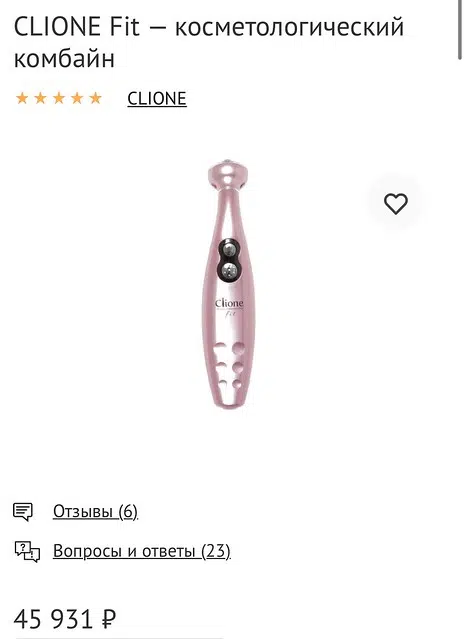 CLIONE Fit — косметологический
комбайн
CLIONE
Clione
Fit
Отзывы (6)
Вопросы и ответы (23)
45 931 ₽